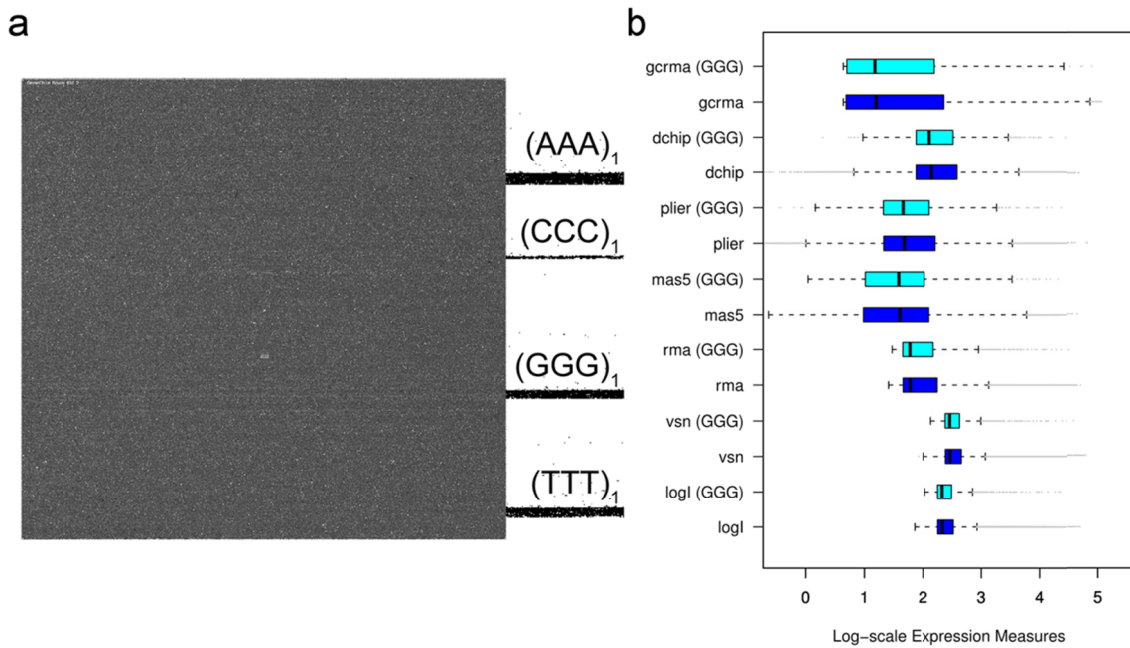 a
(AAA)1
(CCC)1
(GGG)1
(TTT)1
b
gcrma (GGG)
gcrma
dchip (GGG)
dchip
plier (GGG)
plier
mas5 (GGG)
mas5
rma (GGG)
rma
vsn (GGG)
vsn
logI (GGG)
logI
0 1 2 3 4 5
Log-scale Expression Measures